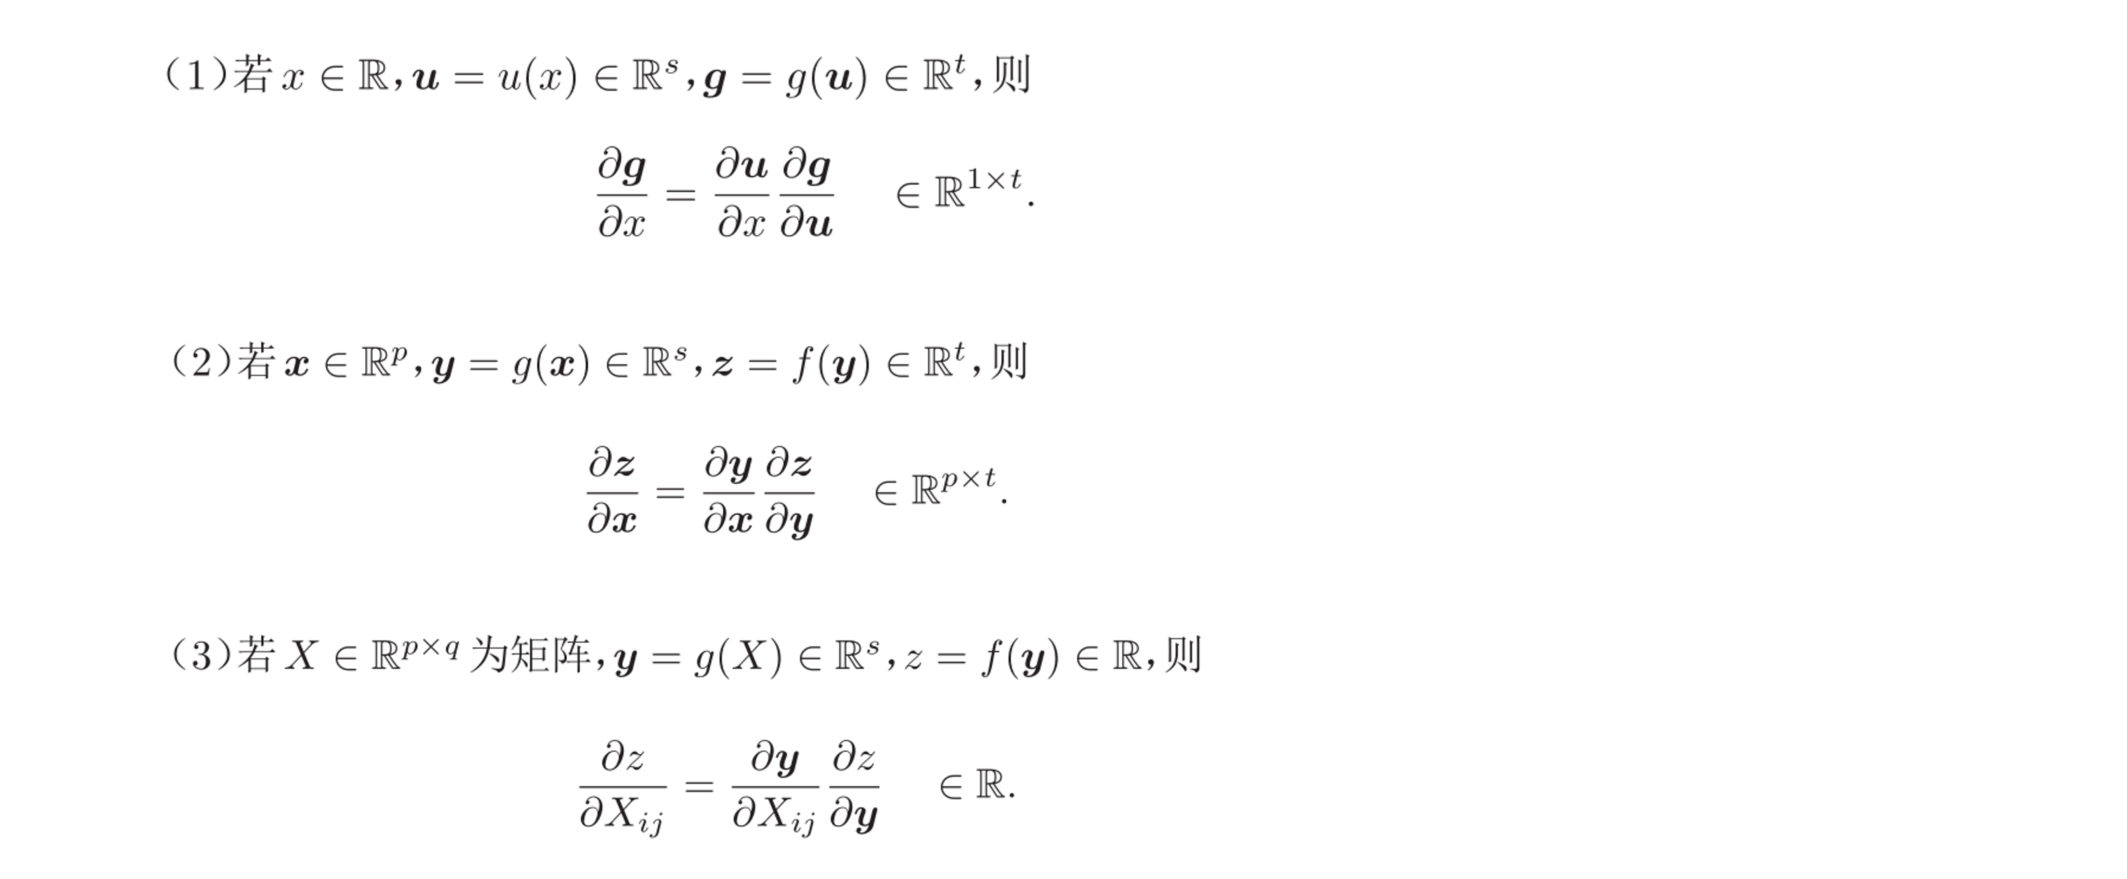 (1)若 $x \in \mathbb{R}, \boldsymbol{u} = u(x) \in \mathbb{R}^s, \boldsymbol{g} = g(\boldsymbol{u}) \in \mathbb{R}^t$,则
$\frac{\partial \boldsymbol{g}}{\partial x} = \frac{\partial \boldsymbol{u}}{\partial x} \frac{\partial \boldsymbol{g}}{\partial \boldsymbol{u}} \quad \in \mathbb{R}^{1 \times t}.$
(2)若 $\boldsymbol{x} \in \mathbb{R}^p, \boldsymbol{y} = g(\boldsymbol{x}) \in \mathbb{R}^s, \boldsymbol{z} = f(\boldsymbol{y}) \in \mathbb{R}^t$,则
$\frac{\partial \boldsymbol{z}}{\partial \boldsymbol{x}} = \frac{\partial \boldsymbol{y}}{\partial \boldsymbol{x}} \frac{\partial \boldsymbol{z}}{\partial \boldsymbol{y}} \quad \in \mathbb{R}^{p \times t}.$
(3)若 $X \in \mathbb{R}^{p \times q}$ 为矩阵,$\boldsymbol{y} = g(X) \in \mathbb{R}^s, z = f(\boldsymbol{y}) \in \mathbb{R}$,则
$\frac{\partial z}{\partial X_{ij}} = \frac{\partial \boldsymbol{y}}{\partial X_{ij}} \frac{\partial z}{\partial \boldsymbol{y}} \quad \in \mathbb{R}.$